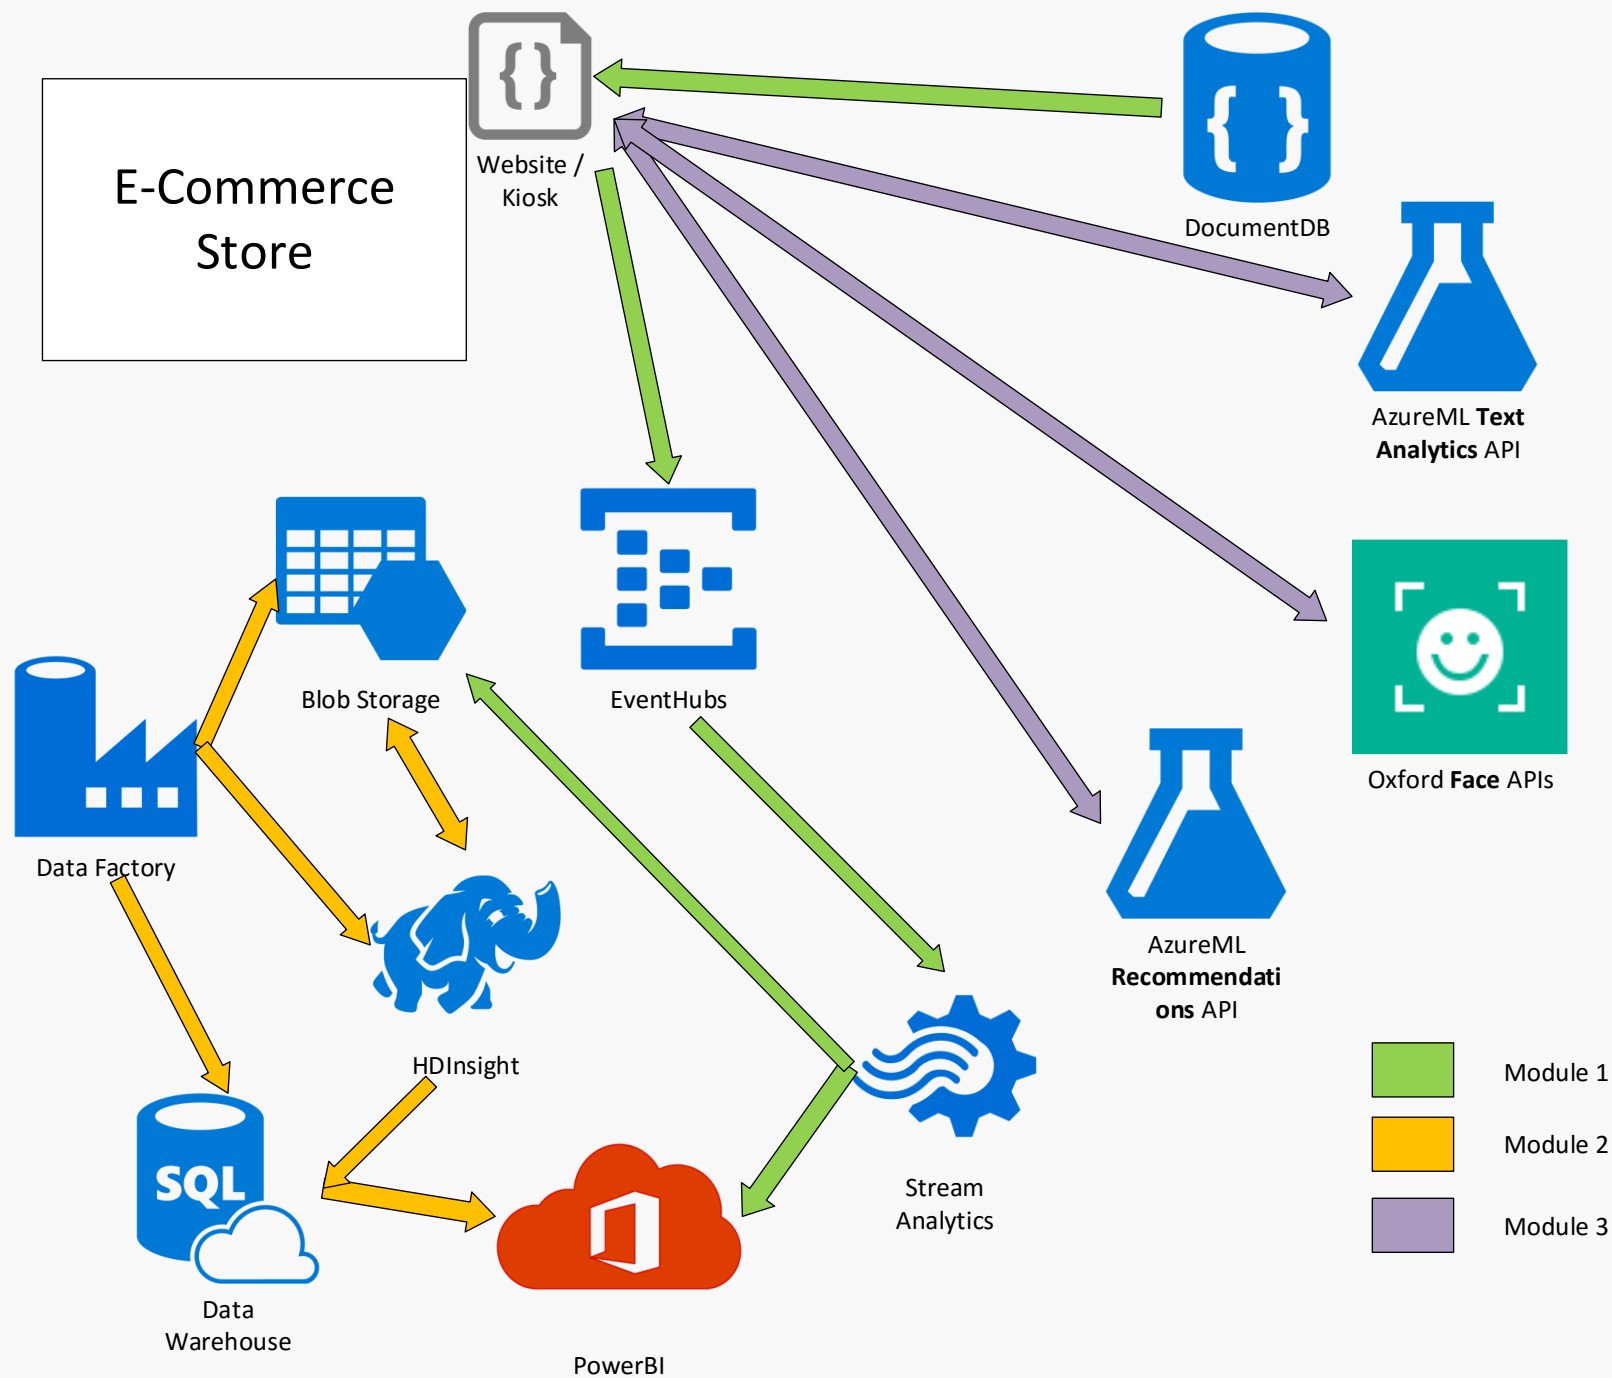 { }
Website /
Kiosk
E-Commerce
Store
{ }
DocumentDB
AzureML Text
Analytics API
Blob Storage
EventHubs
Oxford Face APIs
Data Factory
AzureML
Recommendati
ons API
HDInsight
SQL
Stream
Analytics
Data
Warehouse
PowerBI
Module 1
Module 2
Module 3